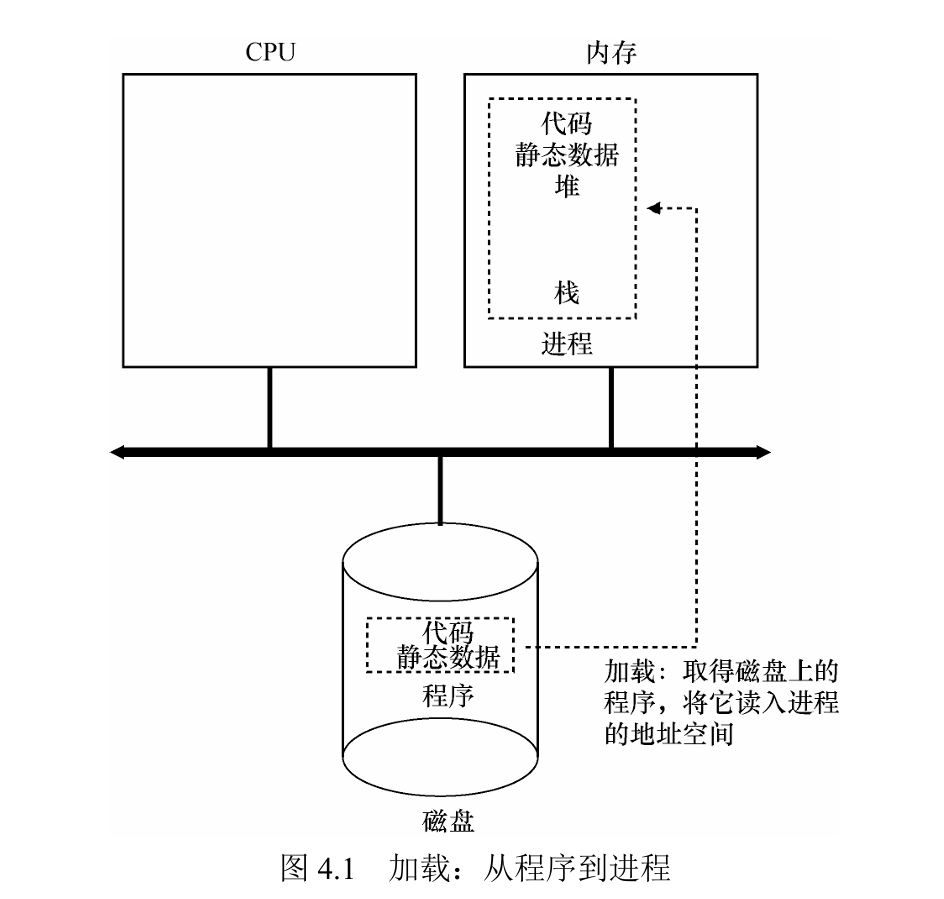 CPU
内存
代码
静态数据
堆
栈
进程
代码
静态数据
程序
加载：取得磁盘上的
程序，将它读入进程
的地址空间
磁盘
图 4.1 加载：从程序到进程